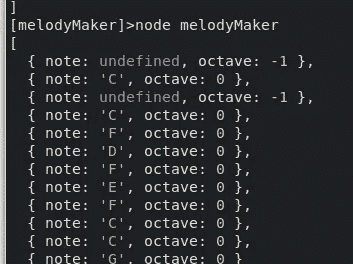 ]
[melodyMaker]>node melodyMaker
[
  { note: undefined, octave: -1 },
  { note: 'C', octave: 0 },
  { note: undefined, octave: -1 },
  { note: 'C', octave: 0 },
  { note: 'F', octave: 0 },
  { note: 'D', octave: 0 },
  { note: 'F', octave: 0 },
  { note: 'E', octave: 0 },
  { note: 'F', octave: 0 },
  { note: 'C', octave: 0 },
  { note: 'C', octave: 0 },
  { note: 'G', octave: 0 }